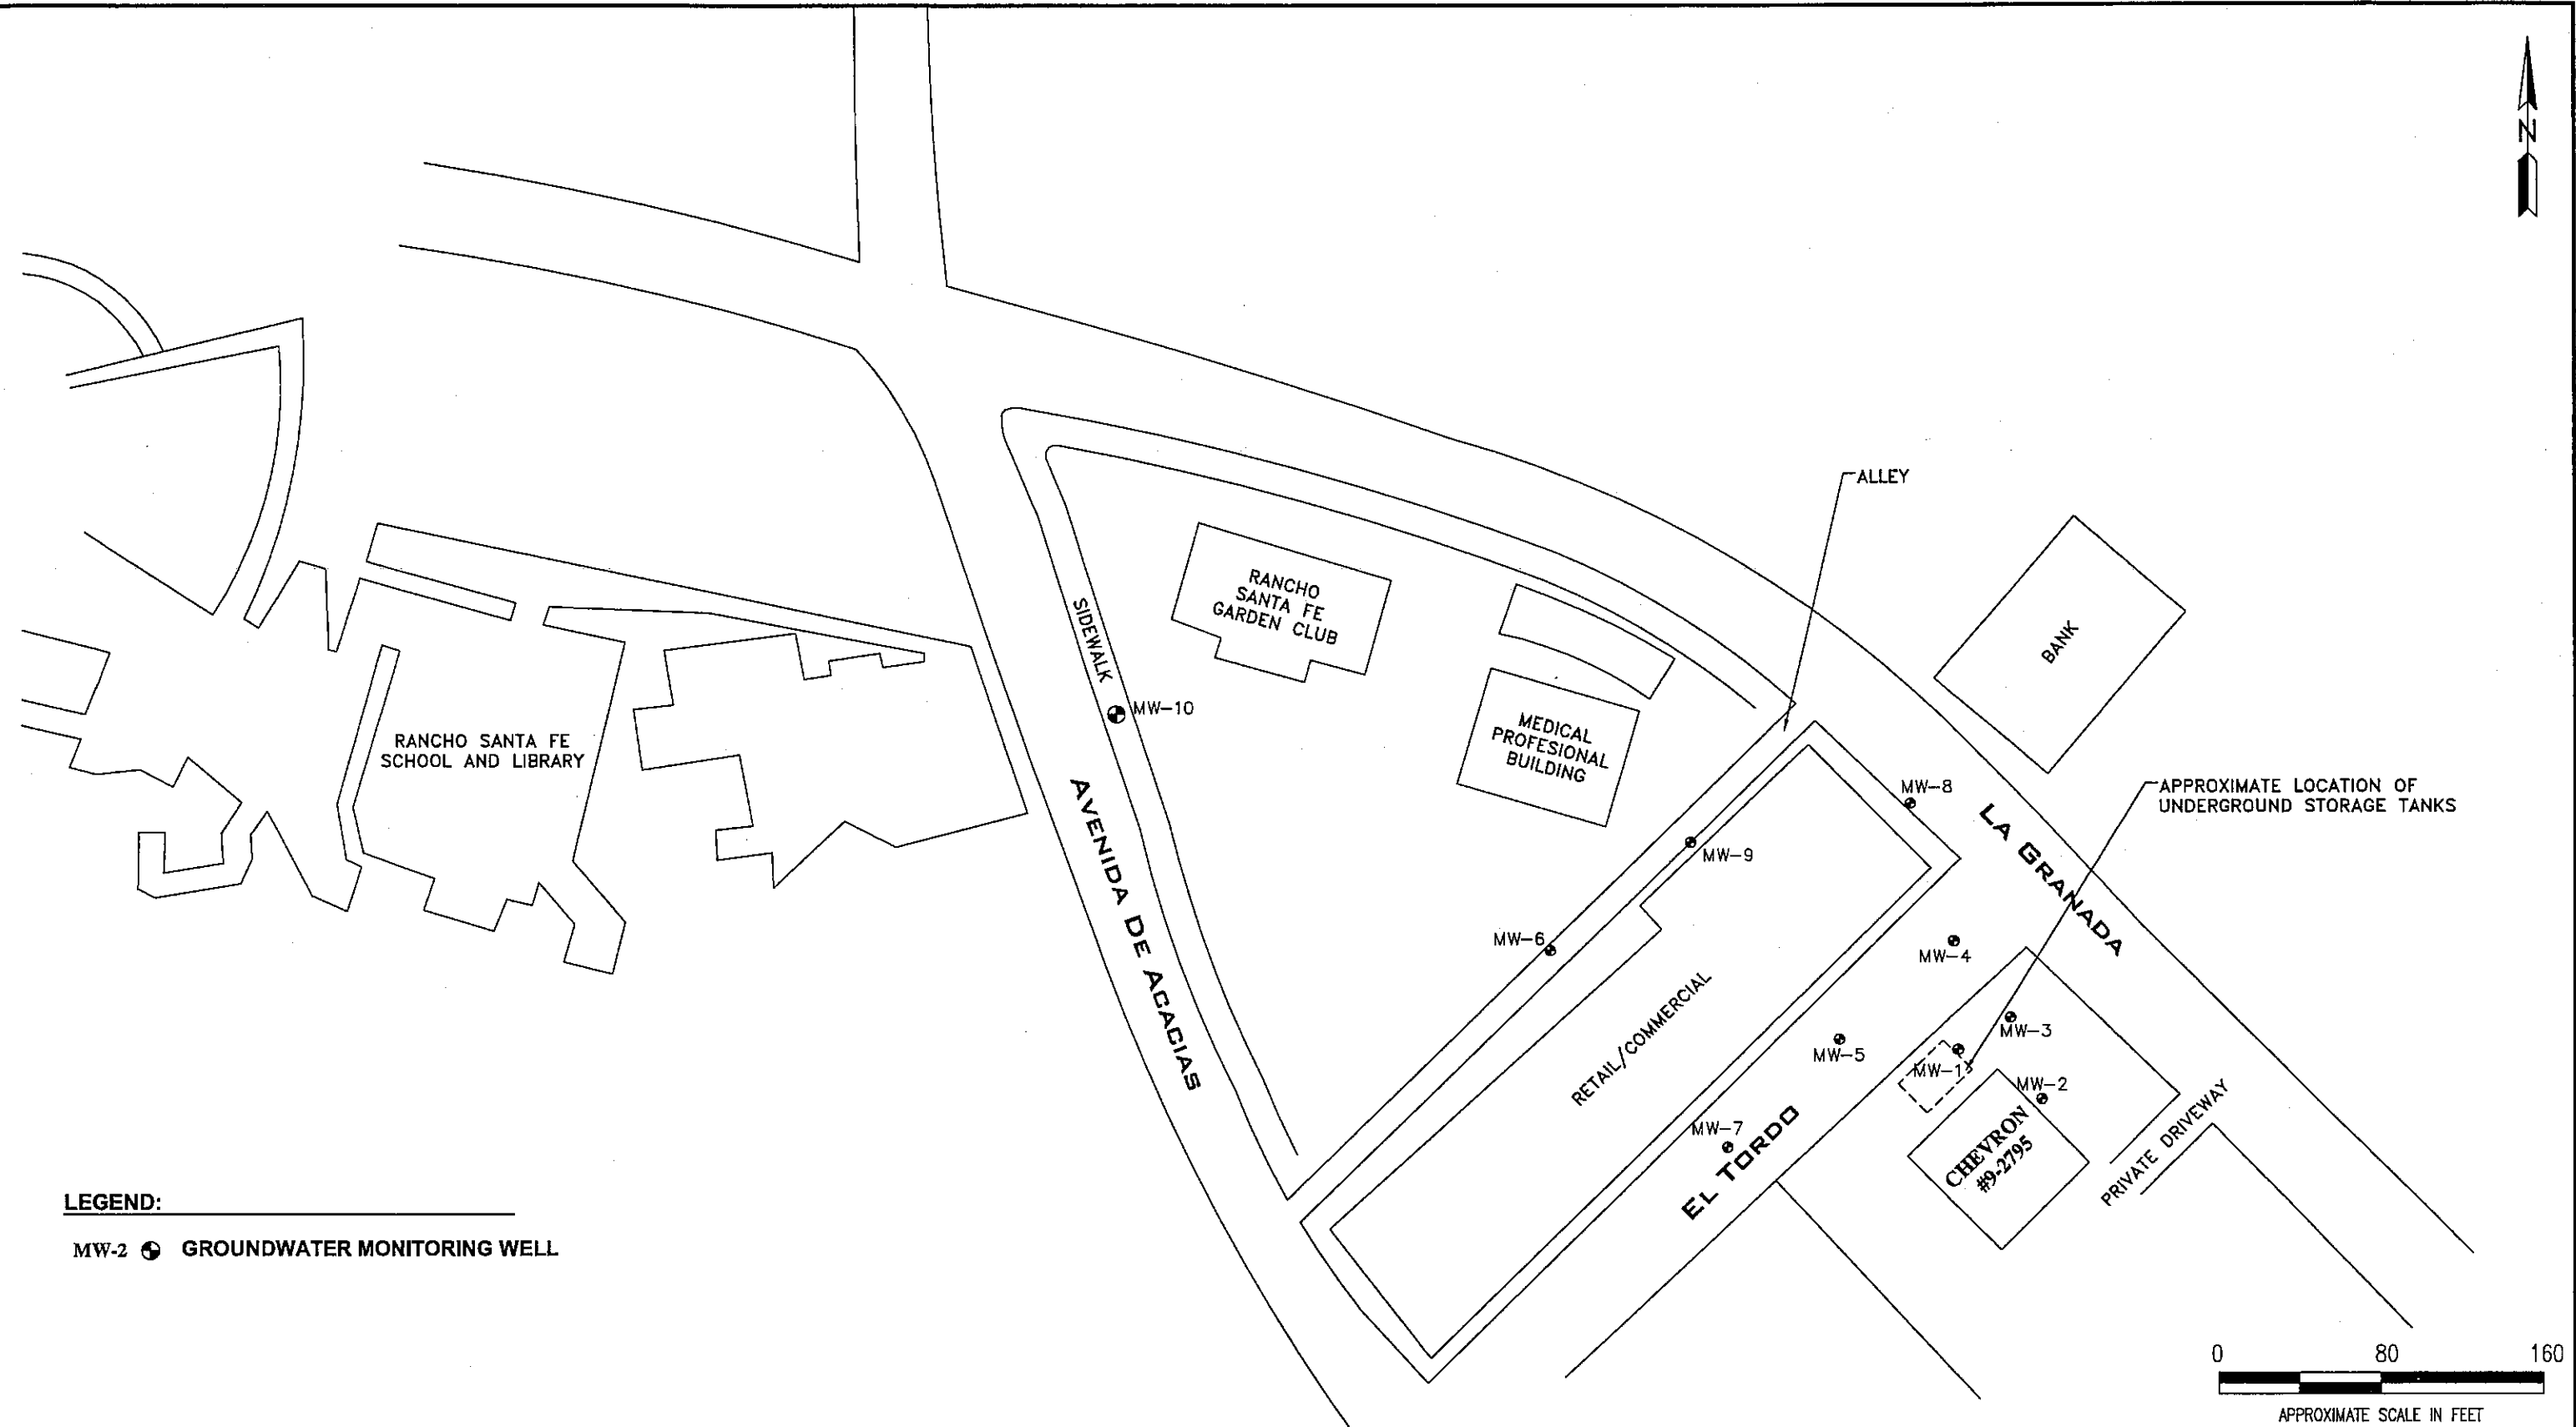 N
ALLEY
RANCHO
SANTA FE
GARDEN CLUB
SIDEWALK
BANK
MW-10
MEDICAL
PROFESIONAL
BUILDING
RANCHO SANTA FE
SCHOOL AND LIBRARY
MW-8
APPROXIMATE LOCATION OF
UNDERGROUND STORAGE TANKS
LA GRANADA
MW-9
AVENIDA DE ACACIAS
MW-6
MW-4
RETAIL/COMMERCIAL
MW-3
MW-5
MW-1
MW-2
MW-7
EL TORDO
CHEVRON
#9-2795
PRIVATE DRIVEWAY
LEGEND:
MW-2 GROUNDWATER MONITORING WELL
0 80 160
APPROXIMATE SCALE IN FEET